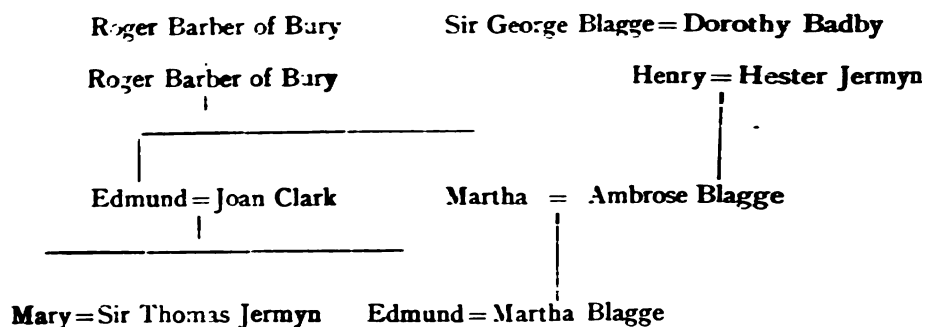 Roger Barber of Bury Sir George Blagge = Dorothy Badby
Roger Barber of Bury Henry = Hester Jermyn
Edmund = Joan Clark Martha = Ambrose Blagge
Mary = Sir Thomas Jermyn Edmund = Martha Blagge